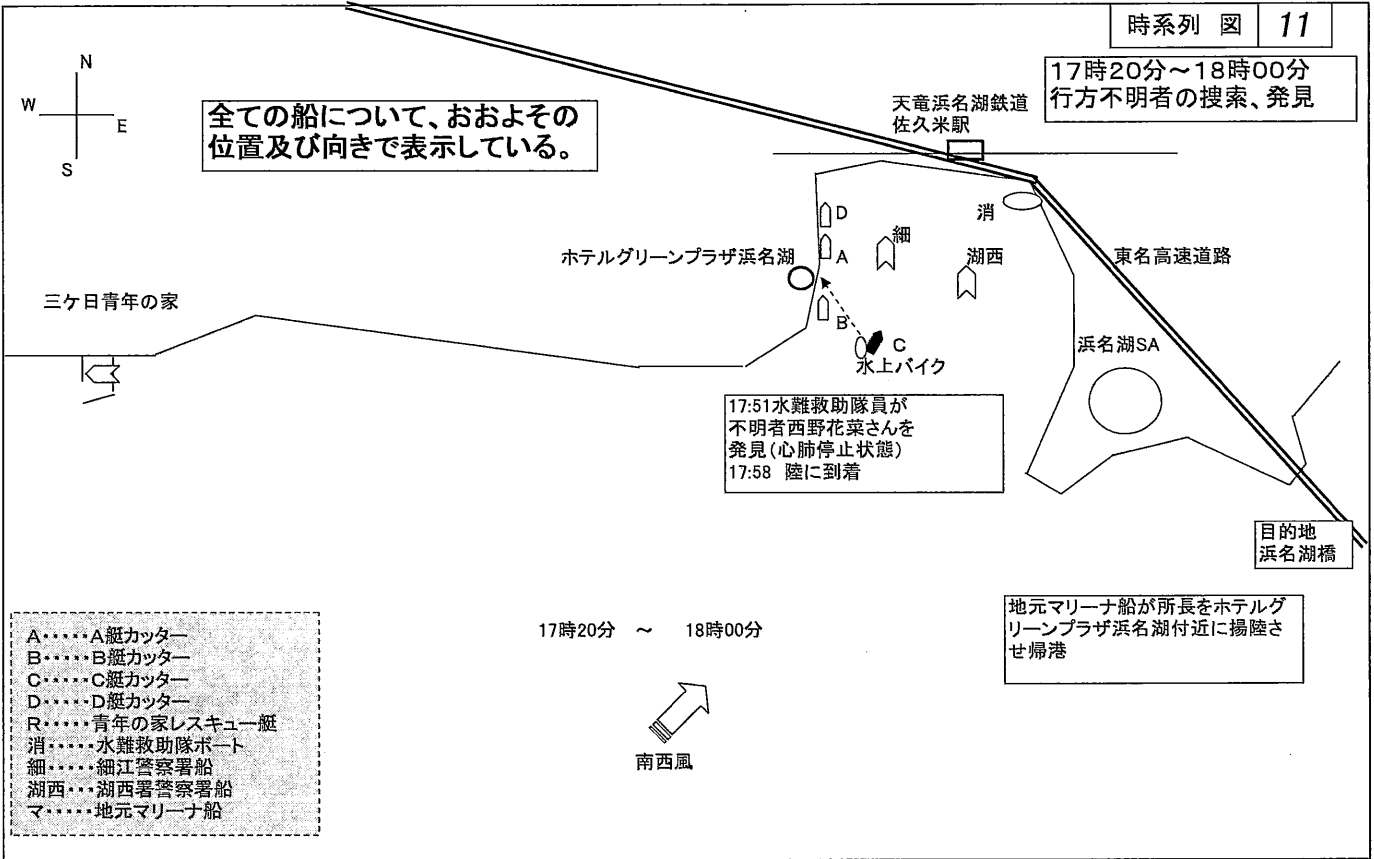 時系列 図 11
17時20分～18時00分
行方不明者の捜索、発見
N
W
E
S
全ての船について、おおよその
位置及び向きで表示している。
天竜浜名湖鉄道
佐久米駅
消
D
細
A
湖西
ホテルグリーンプラザ浜名湖
東名高速道路
三ケ日青年の家
B
C
水上バイク
浜名湖SA
17:51水難救助隊員が
不明者西野花菜さんを
発見(心肺停止状態)
17:58 陸に到着
目的地
浜名湖橋
地元マリーナ船が所長をホテルグ
リーンプラザ浜名湖付近に揚陸さ
せ帰港
17時20分 ～ 18時00分
南西風
A・・・・・A艇カッター
B・・・・・B艇カッター
C・・・・・C艇カッター
D・・・・・D艇カッター
R・・・・・青年の家レスキュー艇
消・・・・・水難救助隊ボート
細・・・・・細江警察署船
湖西・・・湖西署警察署船
マ・・・・・地元マリーナ船